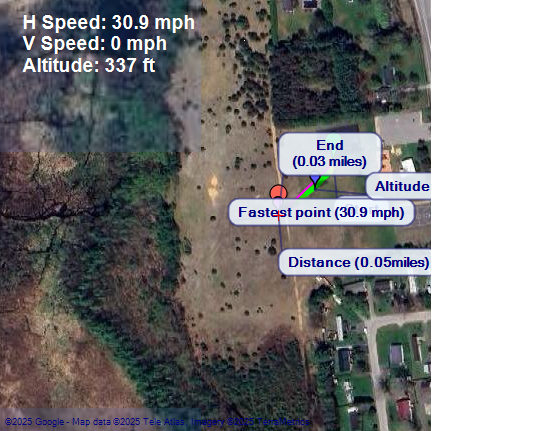 H Speed: 30.9 mph
V Speed: 0 mph
Altitude: 337 ft
End
(0.03 miles)
Altitude
Fastest point (30.9 mph)
Distance (0.05miles)
©2025 Google - Map data ©2025 Tele Atlas, Imagery ©2025 TerraMetrics